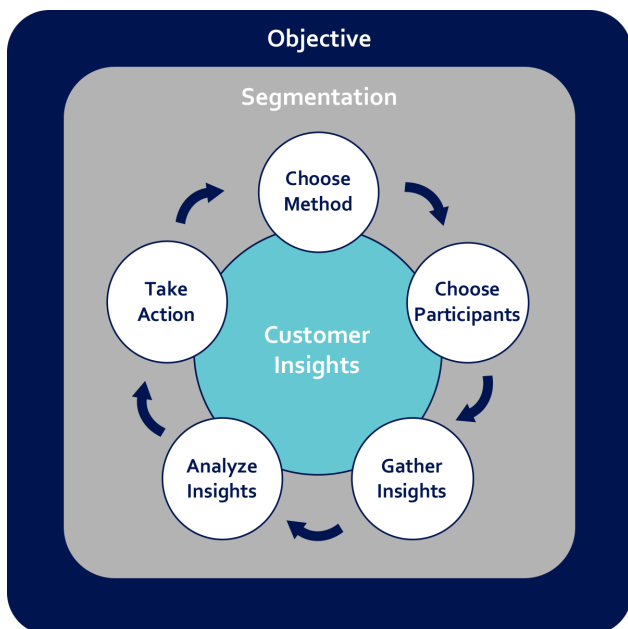 Objective
Segmentation
Choose
Method
Choose
Participants
Gather
Insights
Analyze
Insights
Take
Action
Customer
Insights